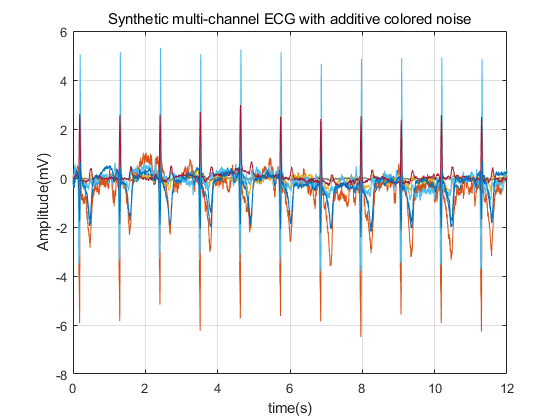 Synthetic multi-channel ECG with additive colored noise
6
4
2
0
-2
-4
-6
-8
Amplitude(mV)
0 2 4 6 8 10 12
time(s)